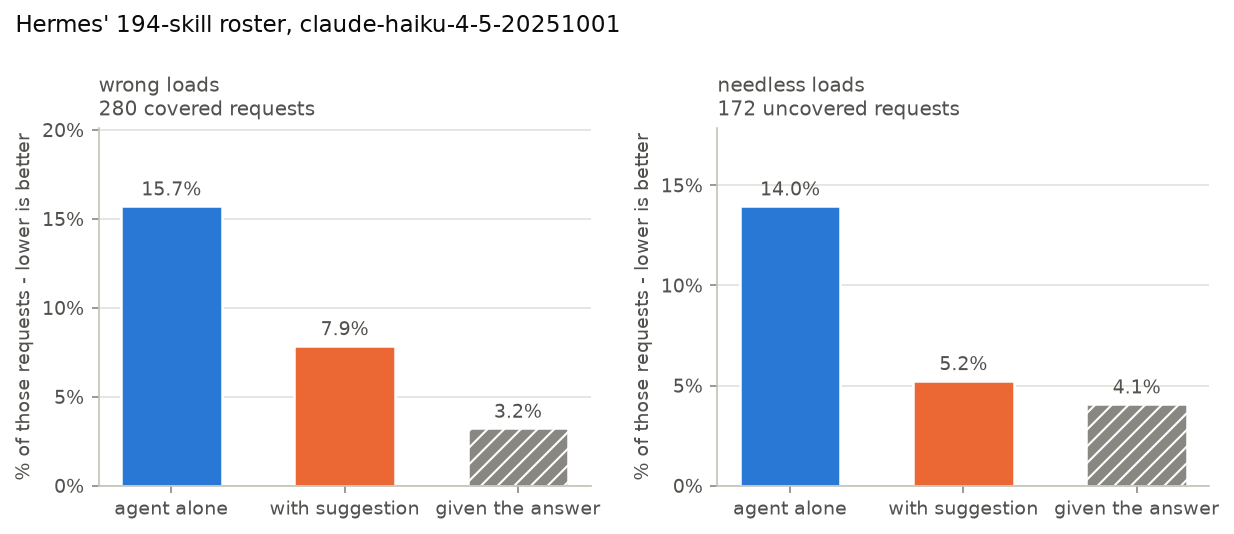 Hermes' 194-skill roster, claude-haiku-4-5-20251001
wrong loads
280 covered requests
% of those requests - lower is better
20%
15%
10%
5%
0%
15.7%
7.9%
3.2%
agent alone
with suggestion
given the answer
needless loads
172 uncovered requests
% of those requests - lower is better
15%
10%
5%
0%
14.0%
5.2%
4.1%
agent alone
with suggestion
given the answer